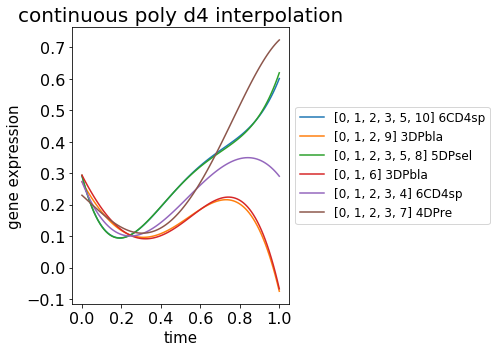 continuous poly d4 interpolation
gene expression
0.7
0.6
0.5
0.4
0.3
0.2
0.1
0.0
−0.1
0.0 0.2 0.4 0.6 0.8 1.0
time
[0, 1, 2, 3, 5, 10] 6CD4sp
[0, 1, 2, 9] 3DPbla
[0, 1, 2, 3, 5, 8] 5DPsel
[0, 1, 6] 3DPbla
[0, 1, 2, 3, 4] 6CD4sp
[0, 1, 2, 3, 7] 4DPre